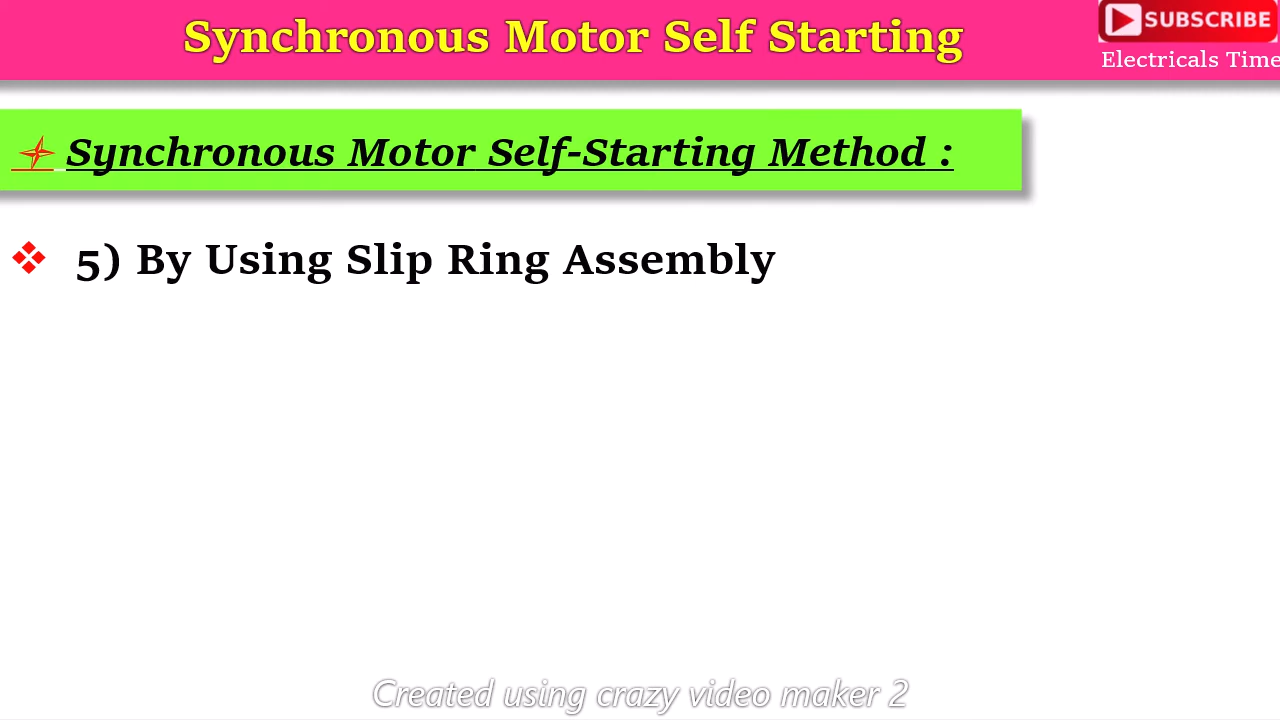 Synchronous Motor Self Starting
SUBSCRIBE
Electricals Time
Synchronous Motor Self-Starting Method :
5) By Using Slip Ring Assembly
Created using crazy video maker 2